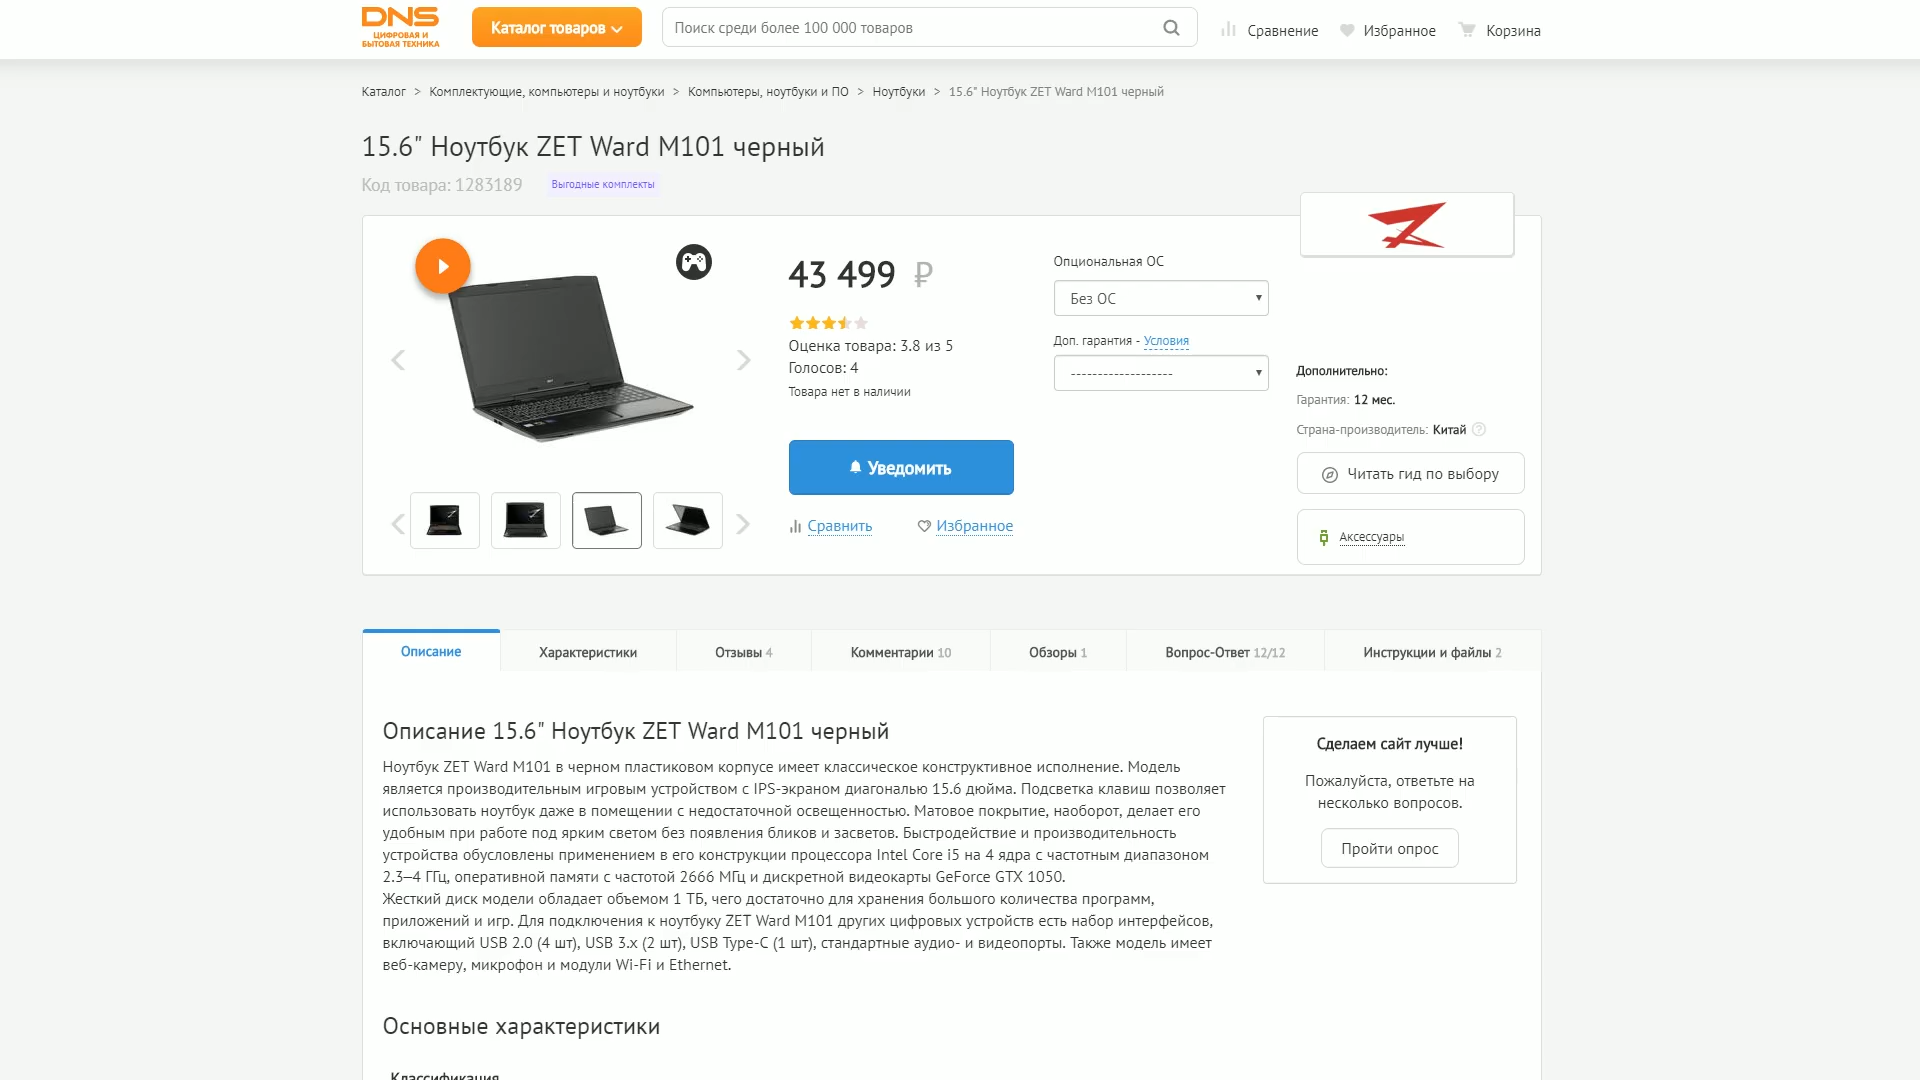 DNS
ЦИФРОВАЯ И
БЫТОВАЯ ТЕХНИКА
Каталог товаров
Поиск среди более 100 000 товаров
Сравнение
Избранное
Корзина
Каталог > Комплектующие, компьютеры и ноутбуки > Компьютеры, ноутбуки и ПО > Ноутбуки > 15.6" Ноутбук ZET Ward M101 черный
15.6" Ноутбук ZET Ward M101 черный
Код товара: 1283189
Выгодные комплекты
43 499 ₽
Оценка товара: 3.8 из 5
Голосов: 4
Товара нет в наличии
Уведомить
Сравнить
Избранное
Опциональная ОС
Без ОС
Доп. гарантия - Условия
-------------------
Дополнительно:
Гарантия: 12 мес.
Страна-производитель: Китай ?
Читать гид по выбору
Аксессуары
Описание
Характеристики
Отзывы 4
Комментарии 10
Обзоры 1
Вопрос-Ответ 12/12
Инструкции и файлы 2
Описание 15.6" Ноутбук ZET Ward M101 черный
Ноутбук ZET Ward M101 в черном пластиковом корпусе имеет классическое конструктивное исполнение. Модель
является производительным игровым устройством с IPS-экраном диагональю 15.6 дюйма. Подсветка клавиш позволяет
использовать ноутбук даже в помещении с недостаточной освещенностью. Матовое покрытие, наоборот, делает его
удобным при работе под ярким светом без появления бликов и засветов. Быстродействие и производительность
устройства обусловлены применением в его конструкции процессора Intel Core i5 на 4 ядра с частотным диапазоном
2.3–4 ГГц, оперативной памяти с частотой 2666 МГц и дискретной видеокарты GeForce GTX 1050.
Жесткий диск модели обладает объемом 1 ТБ, чего достаточно для хранения большого количества программ,
приложений и игр. Для подключения к ноутбуку ZET Ward M101 других цифровых устройств есть набор интерфейсов,
включающий USB 2.0 (4 шт), USB 3.x (2 шт), USB Type-C (1 шт), стандартные аудио- и видеопорты. Также модель имеет
веб-камеру, микрофон и модули Wi-Fi и Ethernet.
Сделаем сайт лучше!
Пожалуйста, ответьте на
несколько вопросов.
Пройти опрос
Основные характеристики
Классификация